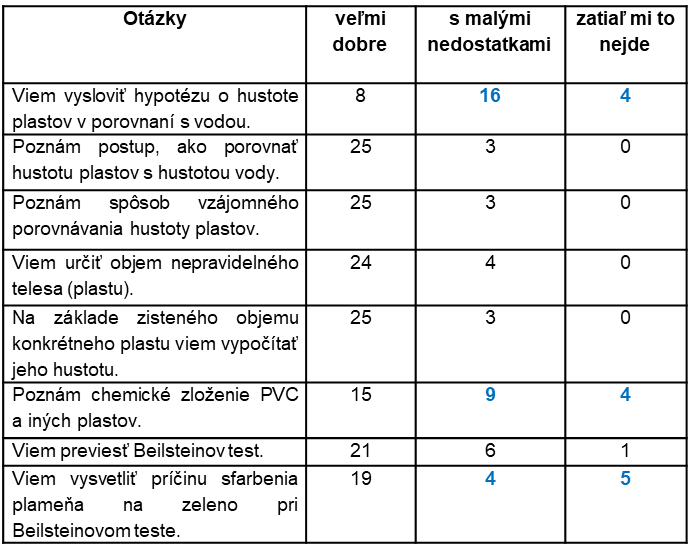 Otázky veľmi dobre s malými nedostatkami zatiaľ mi to nejde
Viem vysloviť hypotézu o hustote
plastov v porovnaní s vodou. 8 16 4
Poznám postup, ako porovnať
hustotu plastov s hustotou vody. 25 3 0
Poznám spôsob vzájomného
porovnávania hustoty plastov. 25 3 0
Viem určiť objem nepravidelného
telesa (plastu). 24 4 0
Na základe zisteného objemu
konkrétneho plastu viem vypočítať
jeho hustotu. 25 3 0
Poznám chemické zloženie PVC
a iných plastov. 15 9 4
Viem previesť Beilsteinov test. 21 6 1
Viem vysvetliť príčinu sfarbenia
plameňa na zeleno pri
Beilsteinovom teste. 19 4 5